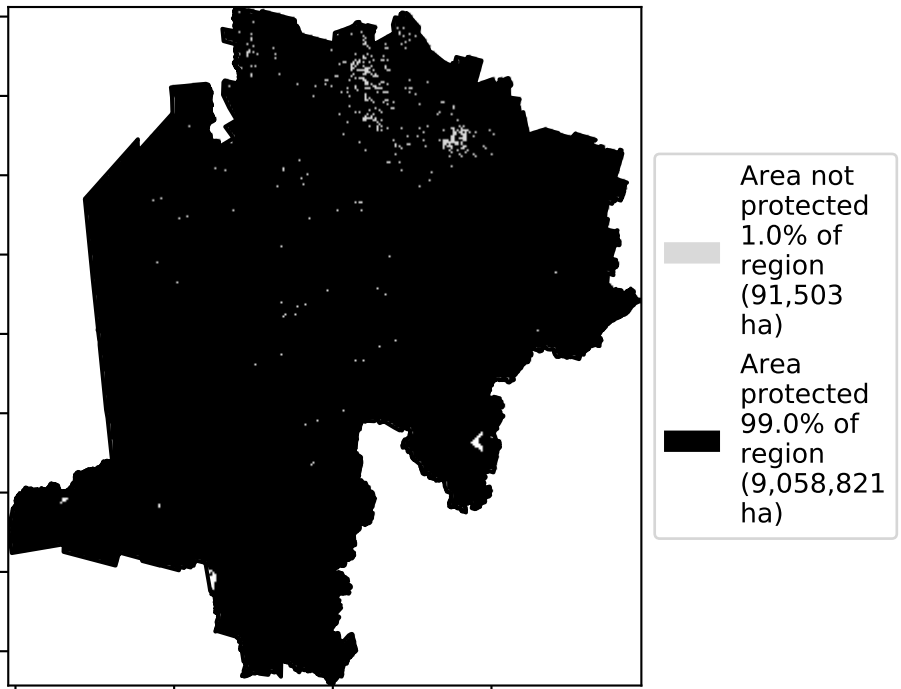 Area not
protected
1.0% of
region
(91,503
ha)
Area
protected
99.0% of
region
(9,058,821
ha)